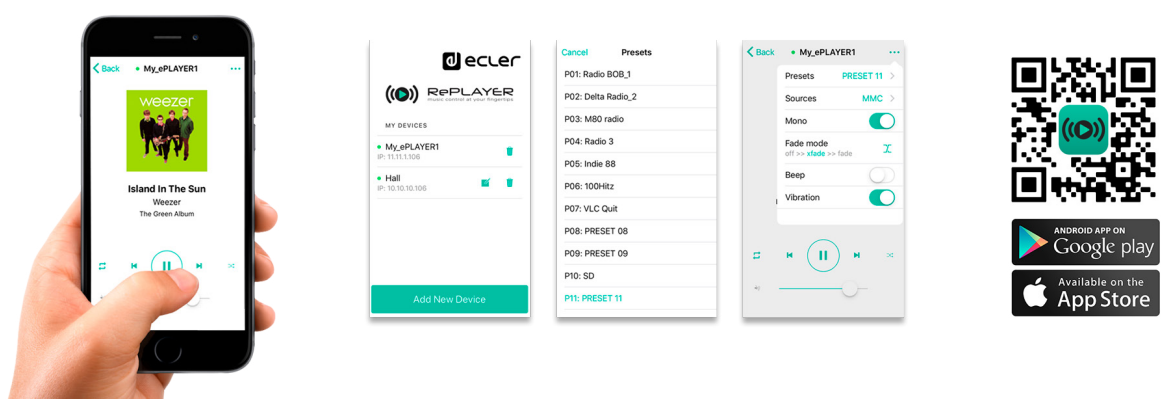 Back
My_ePLAYER1
weezer
Island In The Sun
Weezer
The Green Album
ecler
RePLAYER
music control at your fingertips
MY DEVICES
My_ePLAYER1
IP: 11.11.1.106
Hall
IP: 10.10.10.106
Add New Device
Cancel Presets
P01: Radio BOB_1
P02: Delta Radio_2
P03: M80 radio
P04: Radio 3
P05: Indie 88
P06: 100Hitz
P07: VLC Quit
P08: PRESET 08
P09: PRESET 09
P10: SD
P11: PRESET 11
Back My_ePLAYER1
Presets PRESET 11
Sources MMC
Mono
Fade mode
off >> xfade >> fade
Beep
Vibration
ANDROID APP ON
Google play
Available on the
App Store